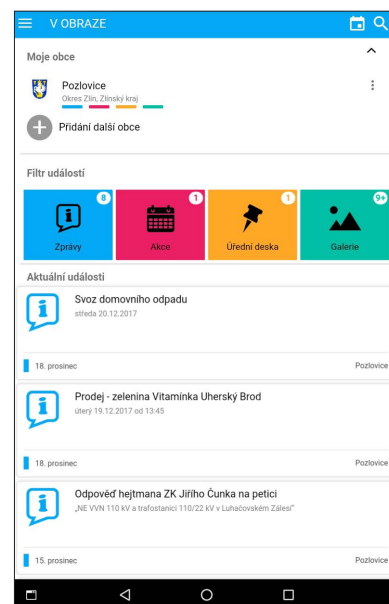 V OBRAZE
Moje obce
Pozlovice
Okres Zlín, Zlínský kraj
Přidání další obce
Filtr událostí
8
1
1
9+
Zprávy
Akce
Úřední deska
Galerie
Aktuální události
Svoz domovního odpadu
středa 20.12.2017
18. prosinec
Pozlovice
Prodej - zelenina Vitamínka Uherský Brod
úterý 19.12.2017 od 13:45
18. prosinec
Pozlovice
Odpověď hejtmana ZK Jiřího Čunka na petici
„NE VVN 110 kV a trafostanici 110/22 kV v Luhačovském Zálesí"
15. prosinec
Pozlovice